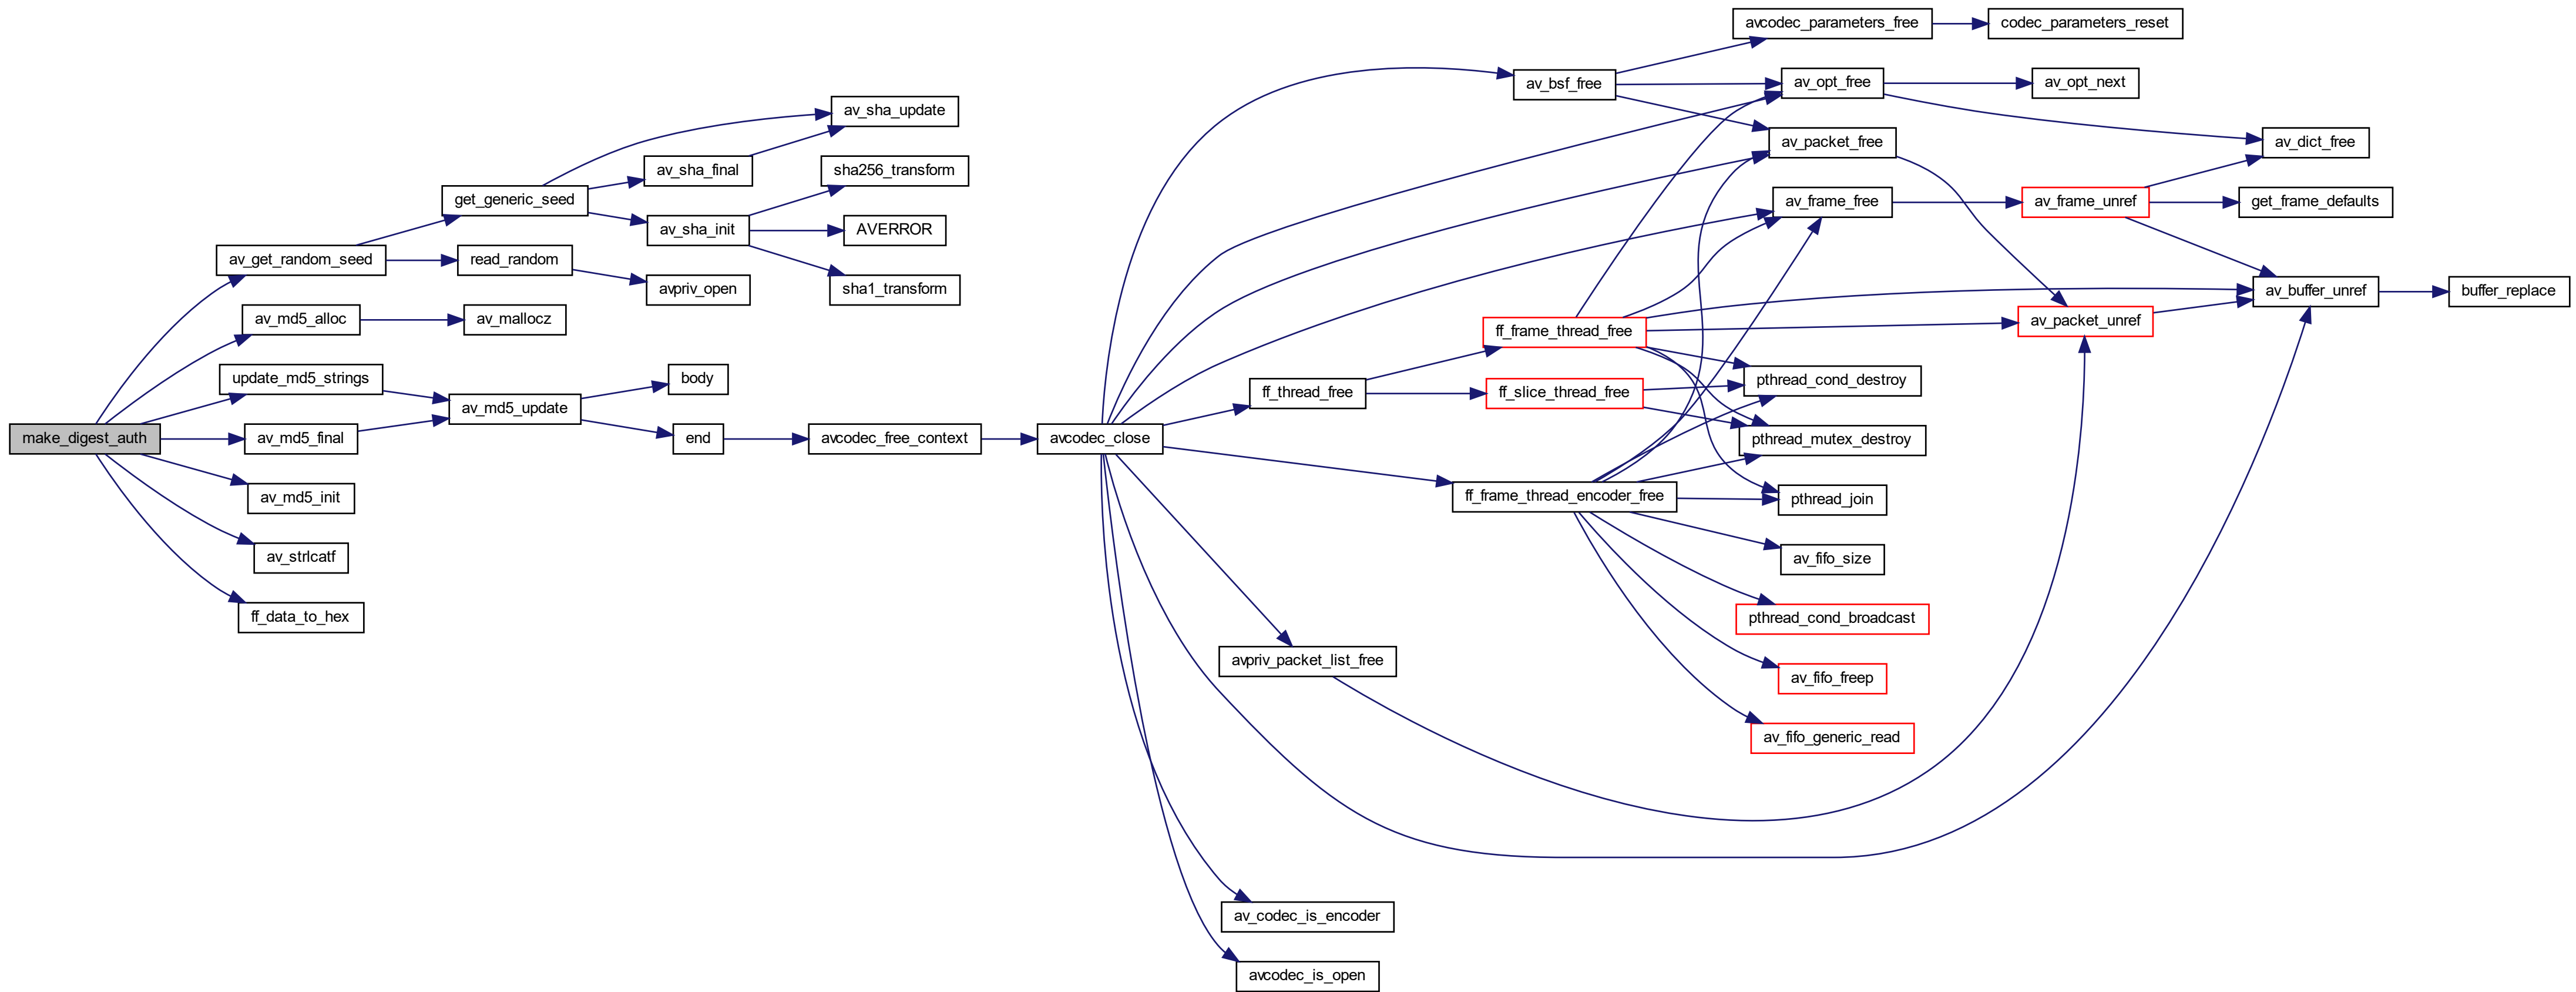 avcodec_parameters_free
codec_parameters_reset
av_bsf_free
av_opt_free
av_opt_next
av_sha_update
av_packet_free
av_dict_free
av_sha_final
sha256_transform
get_generic_seed
av_frame_free
av_frame_unref
get_frame_defaults
av_sha_init
AVERROR
av_get_random_seed
read_random
avpriv_open
sha1_transform
av_buffer_unref
buffer_replace
av_md5_alloc
av_mallocz
ff_frame_thread_free
av_packet_unref
update_md5_strings
body
pthread_cond_destroy
ff_thread_free
ff_slice_thread_free
av_md5_update
make_digest_auth
av_md5_final
end
avcodec_free_context
avcodec_close
pthread_mutex_destroy
av_md5_init
ff_frame_thread_encoder_free
pthread_join
av_strlcatf
av_fifo_size
ff_data_to_hex
pthread_cond_broadcast
avpriv_packet_list_free
av_fifo_freep
av_fifo_generic_read
av_codec_is_encoder
avcodec_is_open